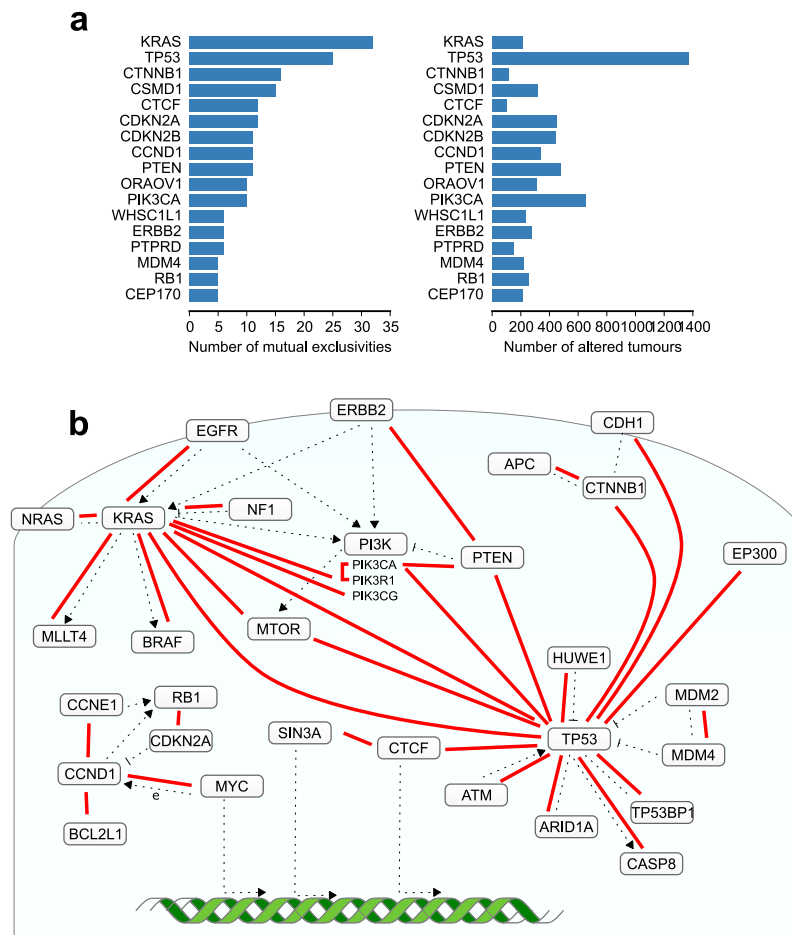 a
KRAS
TP53
CTNNB1
CSMD1
CTCF
CDKN2A
CDKN2B
CCND1
PTEN
ORAOV1
PIK3CA
WHSC1L1
ERBB2
PTPRD
MDM4
RB1
CEP170
0 5 10 15 20 25 30 35
Number of mutual exclusivities
KRAS
TP53
CTNNB1
CSMD1
CTCF
CDKN2A
CDKN2B
CCND1
PTEN
ORAOV1
PIK3CA
WHSC1L1
ERBB2
PTPRD
MDM4
RB1
CEP170
0 200 400 600 800 1000 1200 1400
Number of altered tumours
b
ERBB2
EGFR
CDH1
APC
CTNNB1
NRAS
KRAS
NF1
PI3K
PIK3CA
PIK3R1
PIK3CG
PTEN
EP300
MLLT4
BRAF
MTOR
HUWE1
CCNE1
RB1
MDM2
CDKN2A
SIN3A
CTCF
TP53
MDM4
CCND1
e
MYC
ATM
TP53BP1
BCL2L1
ARID1A
CASP8